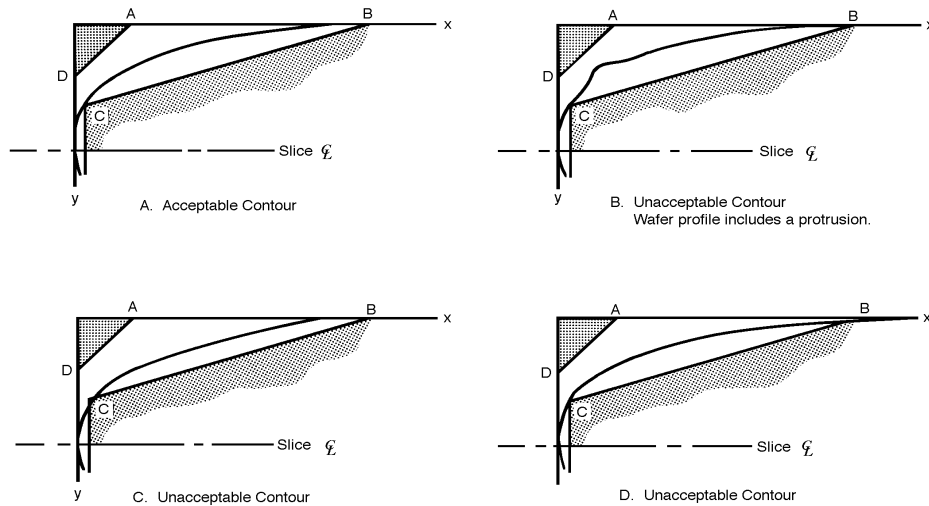 A B x
D
C
Slice ℄
y
A. Acceptable Contour
A B x
D
C
Slice ℄
y
B. Unacceptable Contour
Wafer profile includes a protrusion.
A B x
D
C
Slice ℄
y
C. Unacceptable Contour
A B x
D
C
Slice ℄
D. Unacceptable Contour